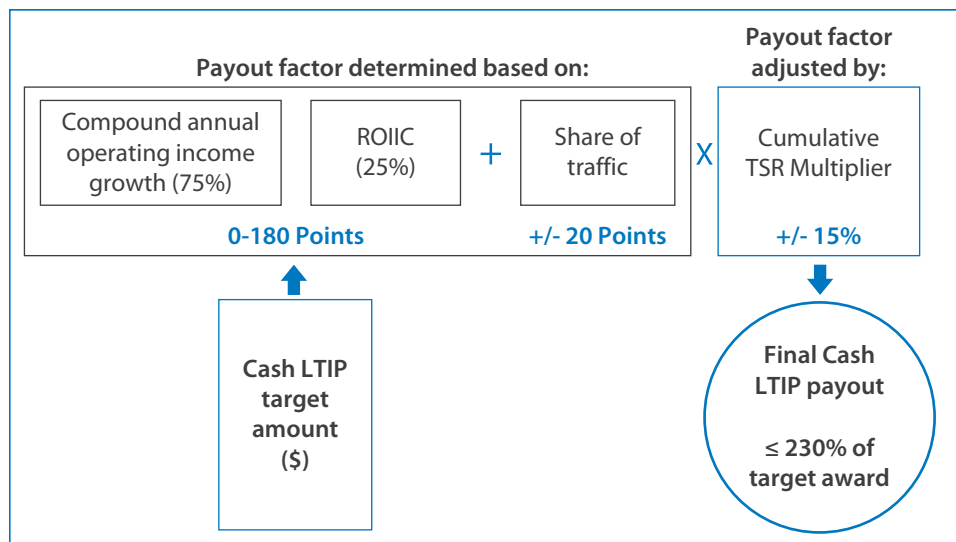 Payout factor determined based on:
Payout factor
adjusted by:
Compound annual
operating income
growth (75%)
ROIIC
(25%)
+
Share of
traffic
X
Cumulative
TSR Multiplier
0-180 Points
+/- 20 Points
+/- 15%
Cash LTIP
target
amount
($)
Final Cash
LTIP payout
≤ 230% of
target award